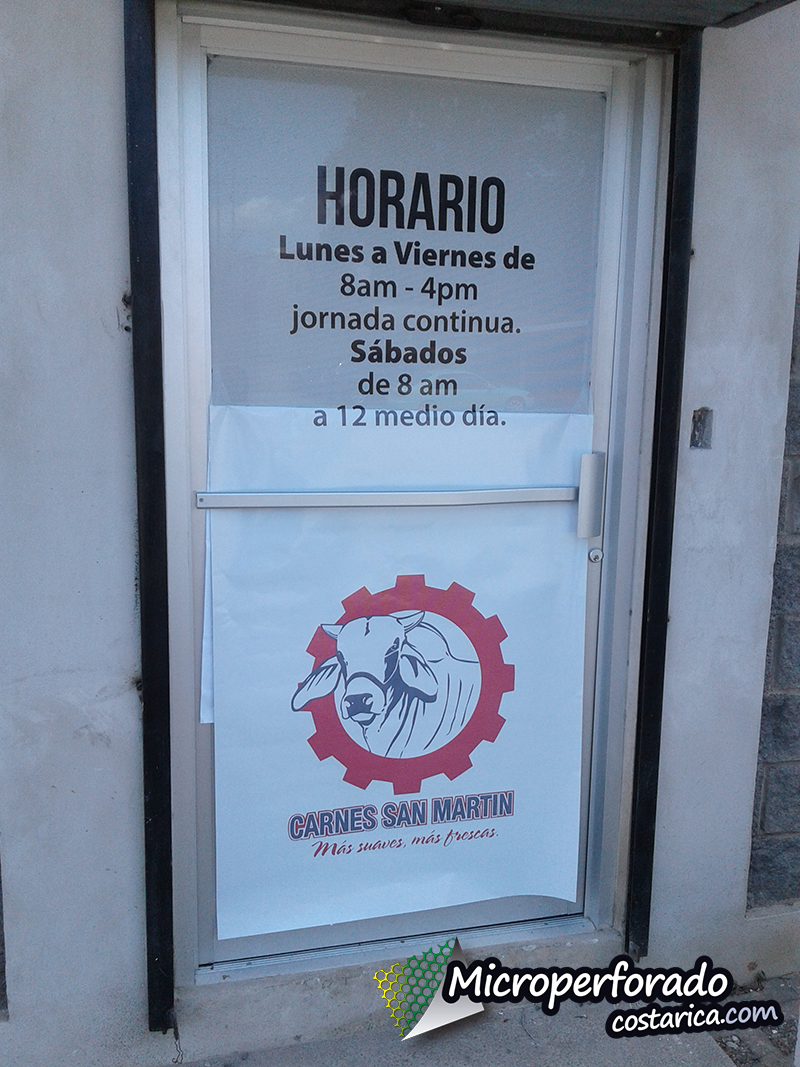 HORARIO
Lunes a Viernes de
8am - 4pm
jornada continua.
Sábados
de 8 am
a 12 medio día.
CARNES SAN MARTIN
Más suaves, más frescas.
Microperforado
costarica.com